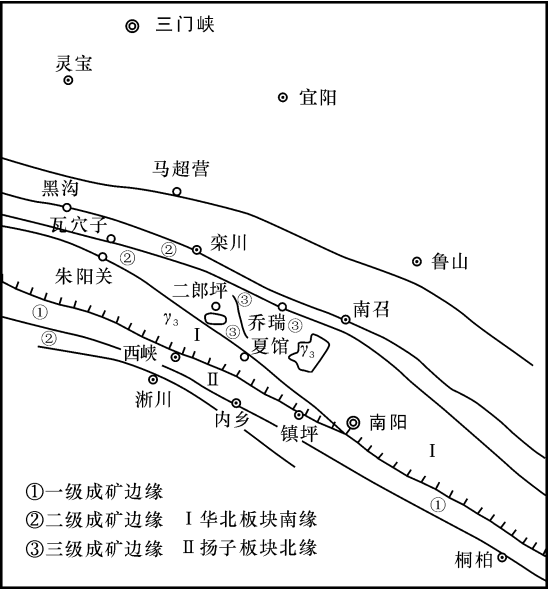 三门峡
灵宝
宜阳
马超营
黑沟
瓦穴子
②
②
栾川
鲁山
朱阳关
二郎坪
③
γ₃
③
乔瑞
③
南召
①
②
Ⅰ
夏馆
γ₃
西峡
Ⅱ
淅川
内乡
镇坪
南阳
Ⅰ
①
①一级成矿边缘
②二级成矿边缘 Ⅰ华北板块南缘
③三级成矿边缘 Ⅱ扬子板块北缘
桐柏